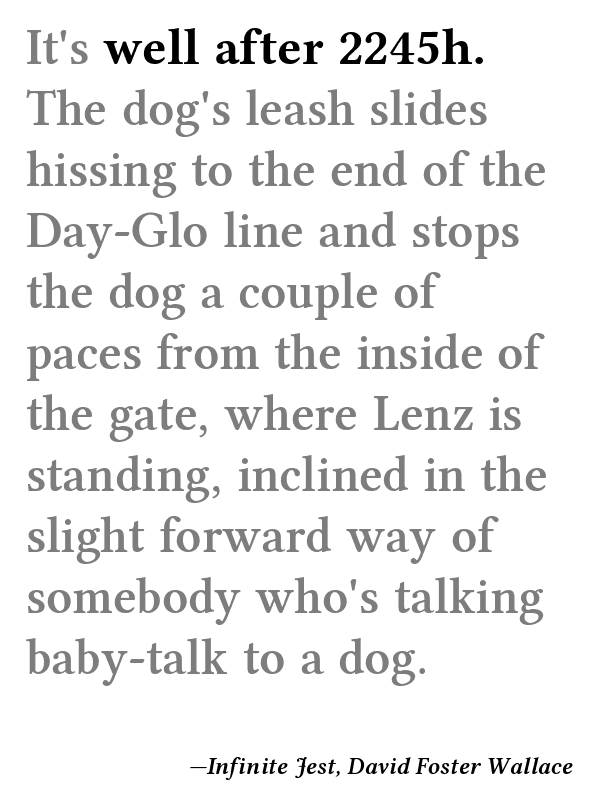 It's well after 2245h.
The dog's leash slides
hissing to the end of the
Day-Glo line and stops
the dog a couple of
paces from the inside of
the gate, where Lenz is
standing, inclined in the
slight forward way of
somebody who's talking
baby-talk to a dog.
—Infinite Jest, David Foster Wallace